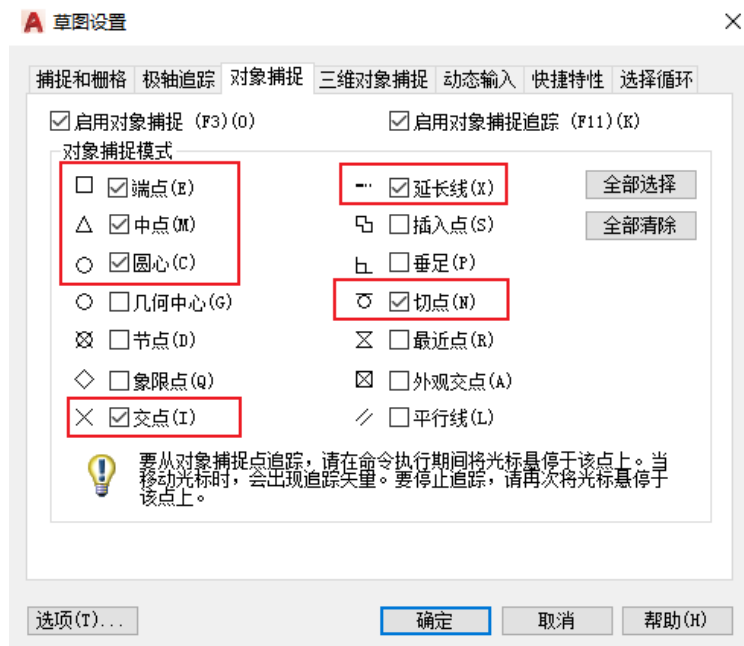 草图设置
捕捉和栅格 极轴追踪 对象捕捉 三维对象捕捉 动态输入 快捷特性 选择循环
启用对象捕捉 (F3)(O) 启用对象捕捉追踪 (F11)(K)
对象捕捉模式
端点(E) 延长线(X) 全部选择
中点(M) 插入点(S) 全部清除
圆心(C) 垂足(P)
几何中心(G) 切点(N)
节点(D) 最近点(R)
象限点(Q) 外观交点(A)
交点(I) 平行线(L)
要从对象捕捉点追踪,请在命令执行期间将光标悬停于该点上。当
移动光标时,会出现追踪矢量。要停止追踪,请再次将光标悬停于
该点上。
选项(T)... 确定 取消 帮助(H)